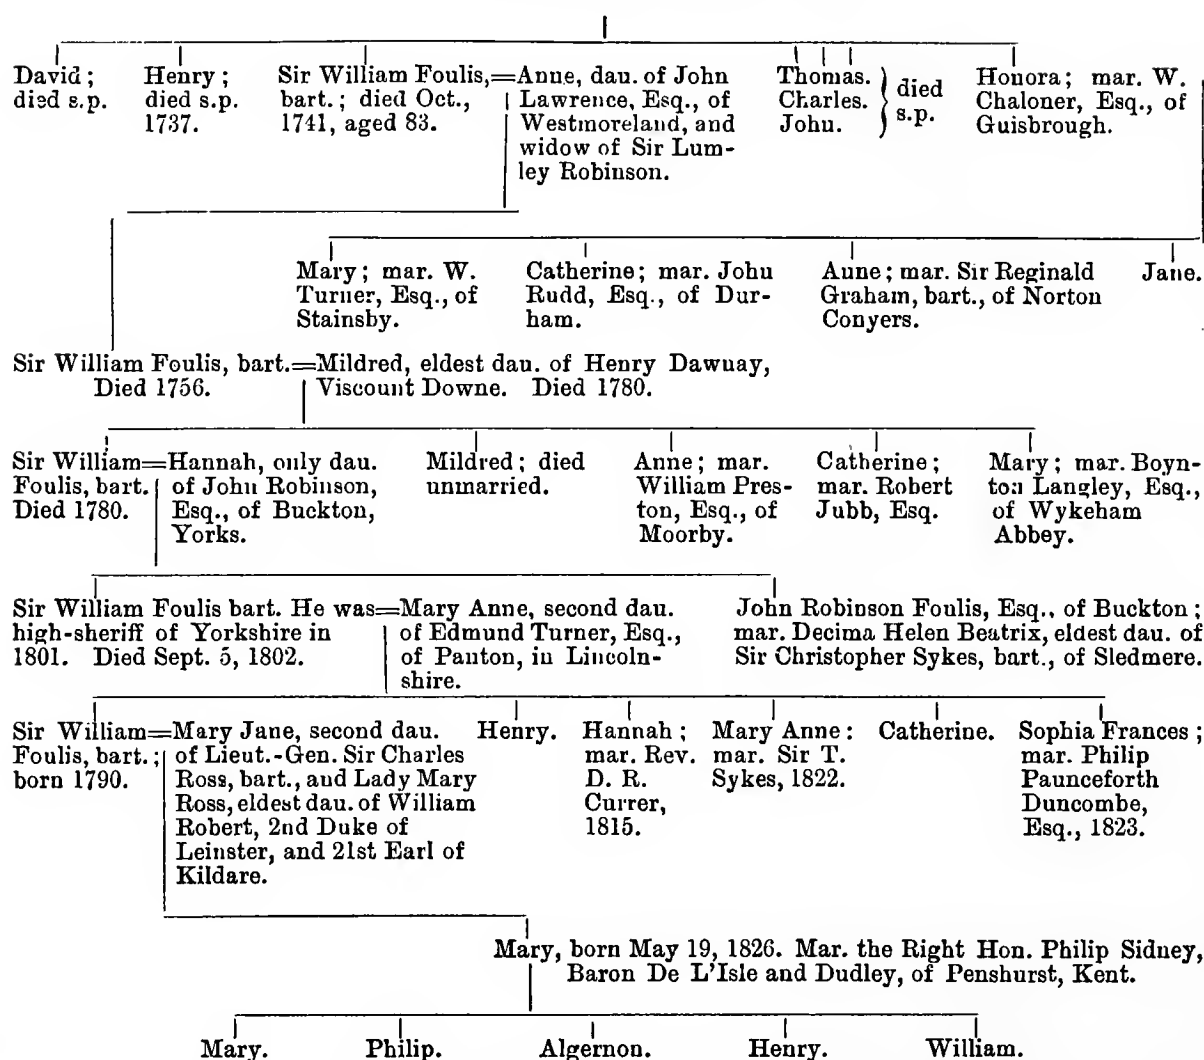 David;
died s.p.
Henry;
died s.p.
1737.
Sir William Foulis,=
bart.; died Oct.,
1741, aged 83.
Anne, dau. of John
Lawrence, Esq., of
Westmoreland, and
widow of Sir Lum-
ley Robinson.
Thomas.
Charles.
John.
died
s.p.
Honora; mar. W.
Chaloner, Esq., of
Guisbrough.
Mary; mar. W.
Turner, Esq., of
Stainsby.
Catherine; mar. John
Rudd, Esq., of Dur-
ham.
Anne; mar. Sir Reginald
Graham, bart., of Norton
Conyers.
Jane.
Sir William Foulis, bart.=
Died 1756.
Mildred, eldest dau. of Henry Dawnay,
Viscount Downe. Died 1780.
Sir William=
Foulis, bart.
Died 1780.
Hannah, only dau.
of John Robinson,
Esq., of Buckton,
Yorks.
Mildred; died
unmarried.
Anne; mar.
William Pres-
ton, Esq., of
Moorby.
Catherine;
mar. Robert
Jubb, Esq.
Mary; mar. Boyn-
ton Langley, Esq.,
of Wykeham
Abbey.
Sir William Foulis bart. He was=
high-sheriff of Yorkshire in
1801. Died Sept. 5, 1802.
Mary Anne, second dau.
of Edmund Turner, Esq.,
of Panton, in Lincoln-
shire.
John Robinson Foulis, Esq., of Buckton;
mar. Decima Helen Beatrix, eldest dau. of
Sir Christopher Sykes, bart., of Sledmere.
Sir William=
Foulis, bart.;
born 1790.
Mary Jane, second dau.
of Lieut.-Gen. Sir Charles
Ross, bart., and Lady Mary
Ross, eldest dau. of William
Robert, 2nd Duke of
Leinster, and 21st Earl of
Kildare.
Henry.
Hannah;
mar. Rev.
D. R.
Currer,
1815.
Mary Anne:
mar. Sir T.
Sykes, 1822.
Catherine.
Sophia Frances;
mar. Philip
Paunceforth
Duncombe,
Esq., 1823.
Mary, born May 19, 1826. Mar. the Right Hon. Philip Sidney,
Baron De L'Isle and Dudley, of Penshurst, Kent.
Mary.
Philip.
Algernon.
Henry.
William.